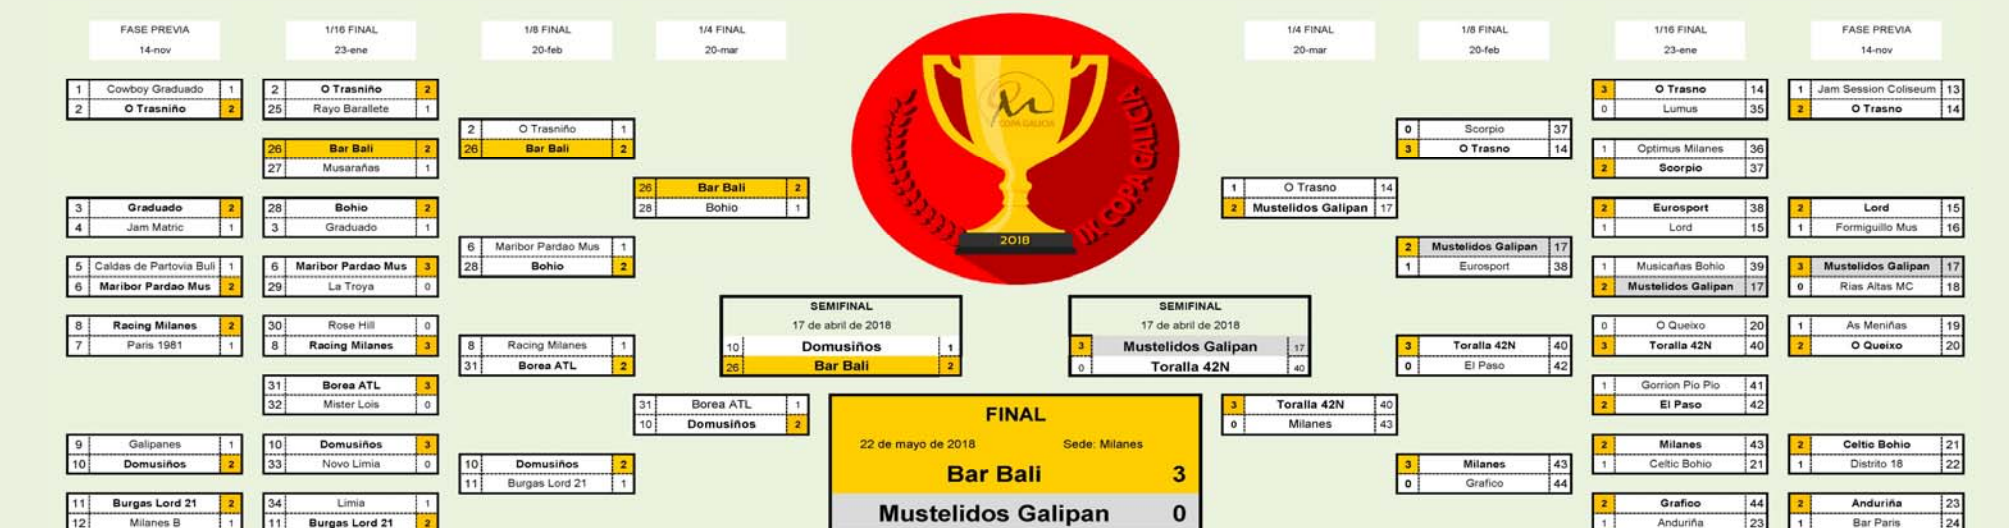 FASE PREVIA
14-nov
1/16 FINAL
23-ene
1/8 FINAL
20-feb
1/4 FINAL
20-mar
1/4 FINAL
20-mar
1/8 FINAL
20-feb
1/16 FINAL
23-ene
FASE PREVIA
14-nov
1 Cowboy Graduado 1
2 O Trasniño 2
3 Graduado 2
4 Jam Matric 1
5 Caldas de Partovia Buli 1
6 Maribor Pardao Mus 2
8 Racing Milanes 2
7 Paris 1981 1
9 Galipanes 1
10 Domusiños 2
11 Burgas Lord 21 2
12 Milanes B 1
2 O Trasniño 2
25 Rayo Barallete 1
26 Bar Bali 2
27 Musarañas 1
28 Bohio 2
3 Graduado 1
6 Maribor Pardao Mus 3
29 La Troya 0
30 Rose Hill 0
8 Racing Milanes 3
31 Borea ATL 3
32 Mister Lois 0
10 Domusiños 3
33 Novo Limia 0
34 Limia 1
11 Burgas Lord 21 2
2 O Trasniño 1
26 Bar Bali 2
6 Maribor Pardao Mus 1
28 Bohio 2
8 Racing Milanes 1
31 Borea ATL 2
10 Domusiños 2
11 Burgas Lord 21 1
26 Bar Bali 2
28 Bohio 1
31 Borea ATL 1
10 Domusiños 2
COPA GALICIA
IX COPA GALICIA
2018
SEMIFINAL
17 de abril de 2018
10 Domusiños 1
26 Bar Bali 2
SEMIFINAL
17 de abril de 2018
3 Mustelidos Galipan 17
0 Toralla 42N 40
FINAL
22 de mayo de 2018 Sede: Milanes
Bar Bali 3
Mustelidos Galipan 0
1 O Trasno 14
2 Mustelidos Galipan 17
3 Toralla 42N 40
0 Milanes 43
0 Scorpio 37
3 O Trasno 14
2 Mustelidos Galipan 17
1 Eurosport 38
3 Toralla 42N 40
0 El Paso 42
3 Milanes 43
0 Grafico 44
3 O Trasno 14
0 Lumus 35
1 Optimus Milanes 36
2 Scorpio 37
2 Eurosport 38
1 Lord 15
1 Musicañas Bohio 39
2 Mustelidos Galipan 17
0 O Queixo 20
3 Toralla 42N 40
1 Gorrion Pio Pio 41
2 El Paso 42
2 Milanes 43
1 Celtic Bohio 21
2 Grafico 44
1 Anduriña 23
1 Jam Session Coliseum 13
2 O Trasno 14
2 Lord 15
1 Formiguillo Mus 16
3 Mustelidos Galipan 17
0 Rias Altas MC 18
1 As Meniñas 19
2 O Queixo 20
2 Celtic Bohio 21
1 Distrito 18 22
2 Anduriña 23
1 Bar Paris 24